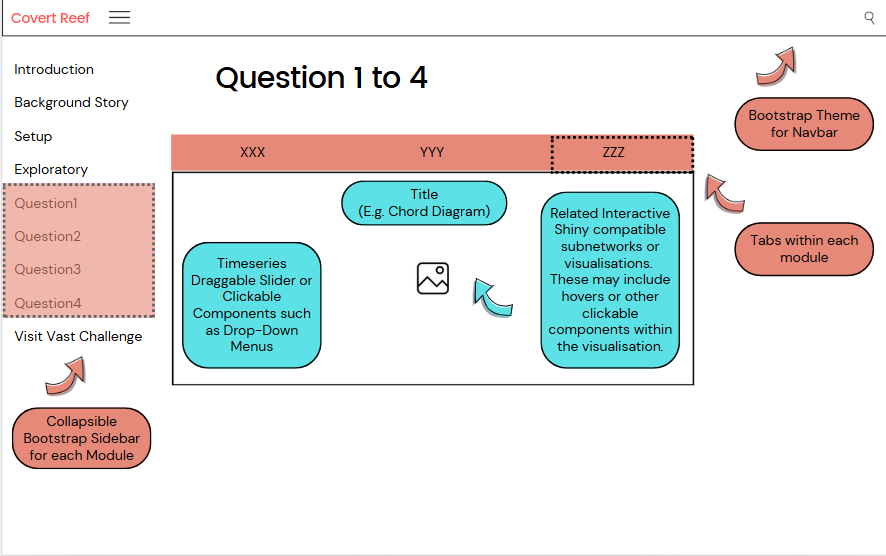 Covert Reef
Introduction
Background Story
Setup
Exploratory
Question1
Question2
Question3
Question4
Visit Vast Challenge
Collapsible
Bootstrap Sidebar
for each Module
Question 1 to 4
XXX
YYY
ZZZ
Title
(E.g. Chord Diagram)
Timeseries
Draggable Slider or
Clickable
Components such
as Drop-Down
Menus
Related Interactive
Shiny compatible
subnetworks or
visualisations.
These may include
hovers or other
clickable
components within
the visualisation.
Bootstrap Theme
for Navbar
Tabs within each
module